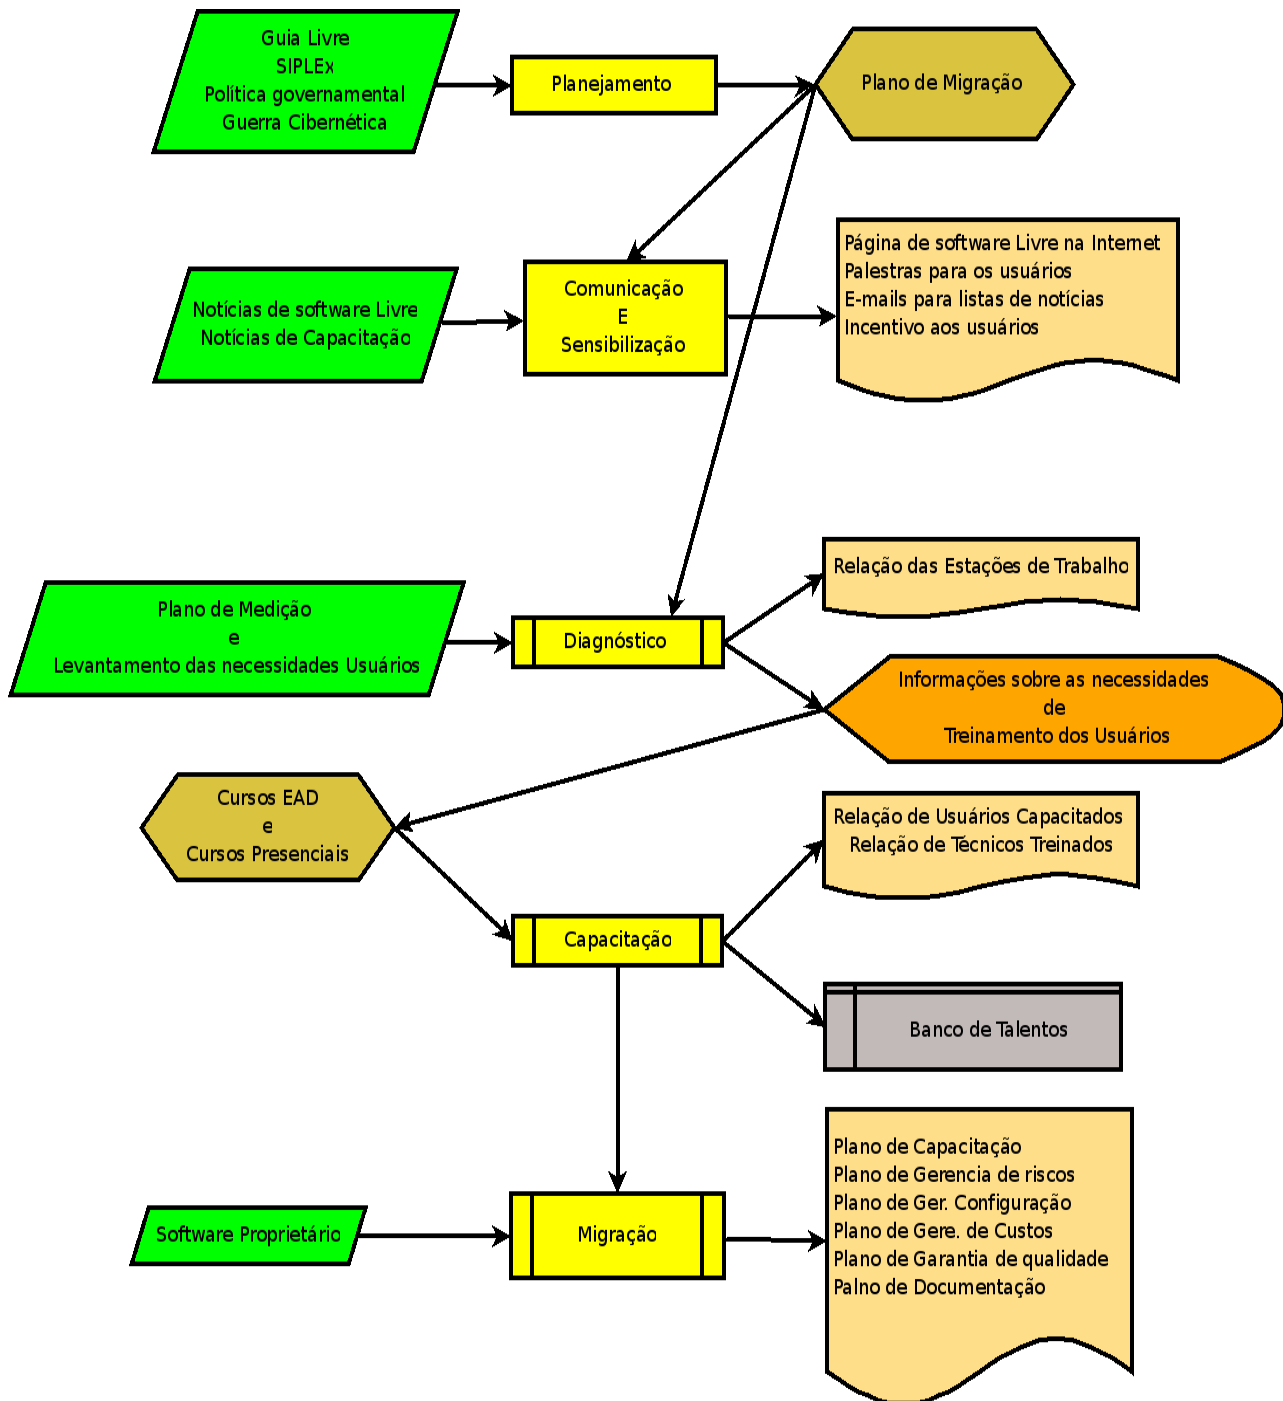 Guia Livre
SIPLEx
Política governamental
Guerra Cibernética
Planejamento
Plano de Migração
Notícias de software Livre
Notícias de Capacitação
Comunicação
E
Sensibilização
Página de software Livre na Internet
Palestras para os usuários
E-mails para listas de notícias
Incentivo aos usuários
Plano de Medição
e
Levantamento das necessidades Usuários
Diagnóstico
Relação das Estações de Trabalho
Informações sobre as necessidades
de
Treinamento dos Usuários
Cursos EAD
e
Cursos Presenciais
Capacitação
Relação de Usuários Capacitados
Relação de Técnicos Treinados
Banco de Talentos
Software Proprietário
Migração
Plano de Capacitação
Plano de Gerencia de riscos
Plano de Ger. Configuração
Plano de Gere. de Custos
Plano de Garantia de qualidade
Palno de Documentação